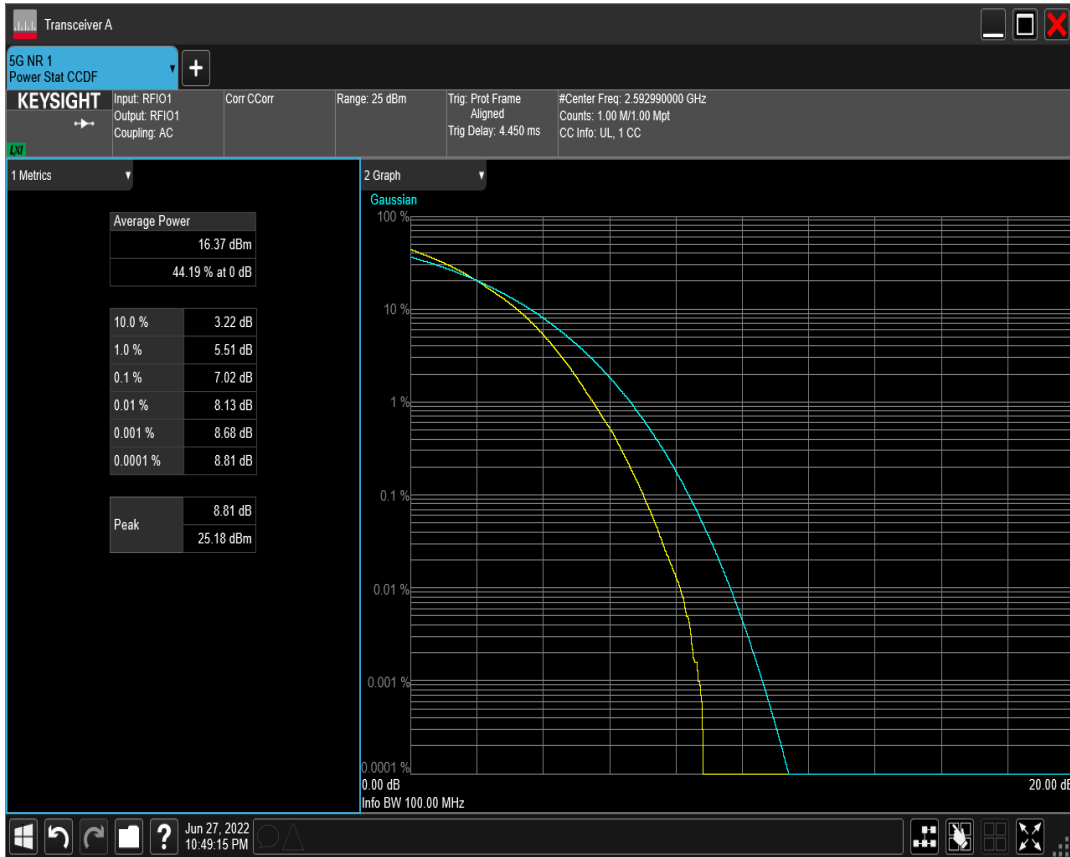 Transceiver A
5G NR 1
Power Stat CCDF
KEYSIGHT
LXI
Input: RFIO1
Output: RFIO1
Coupling: AC
Corr CCorr
Range: 25 dBm
Trig: Prot Frame
Aligned
Trig Delay: 4.450 ms
#Center Freq: 2.592990000 GHz
Counts: 1.00 M/1.00 Mpt
CC Info: UL, 1 CC
1 Metrics
Average Power
16.37 dBm
44.19 % at 0 dB
10.0 % 3.22 dB
1.0 % 5.51 dB
0.1 % 7.02 dB
0.01 % 8.13 dB
0.001 % 8.68 dB
0.0001 % 8.81 dB
Peak 8.81 dB
25.18 dBm
2 Graph
Gaussian
100 %
10 %
1 %
0.1 %
0.01 %
0.001 %
0.0001 %
0.00 dB 20.00 dB
Info BW 100.00 MHz
?
Jun 27, 2022
10:49:15 PM